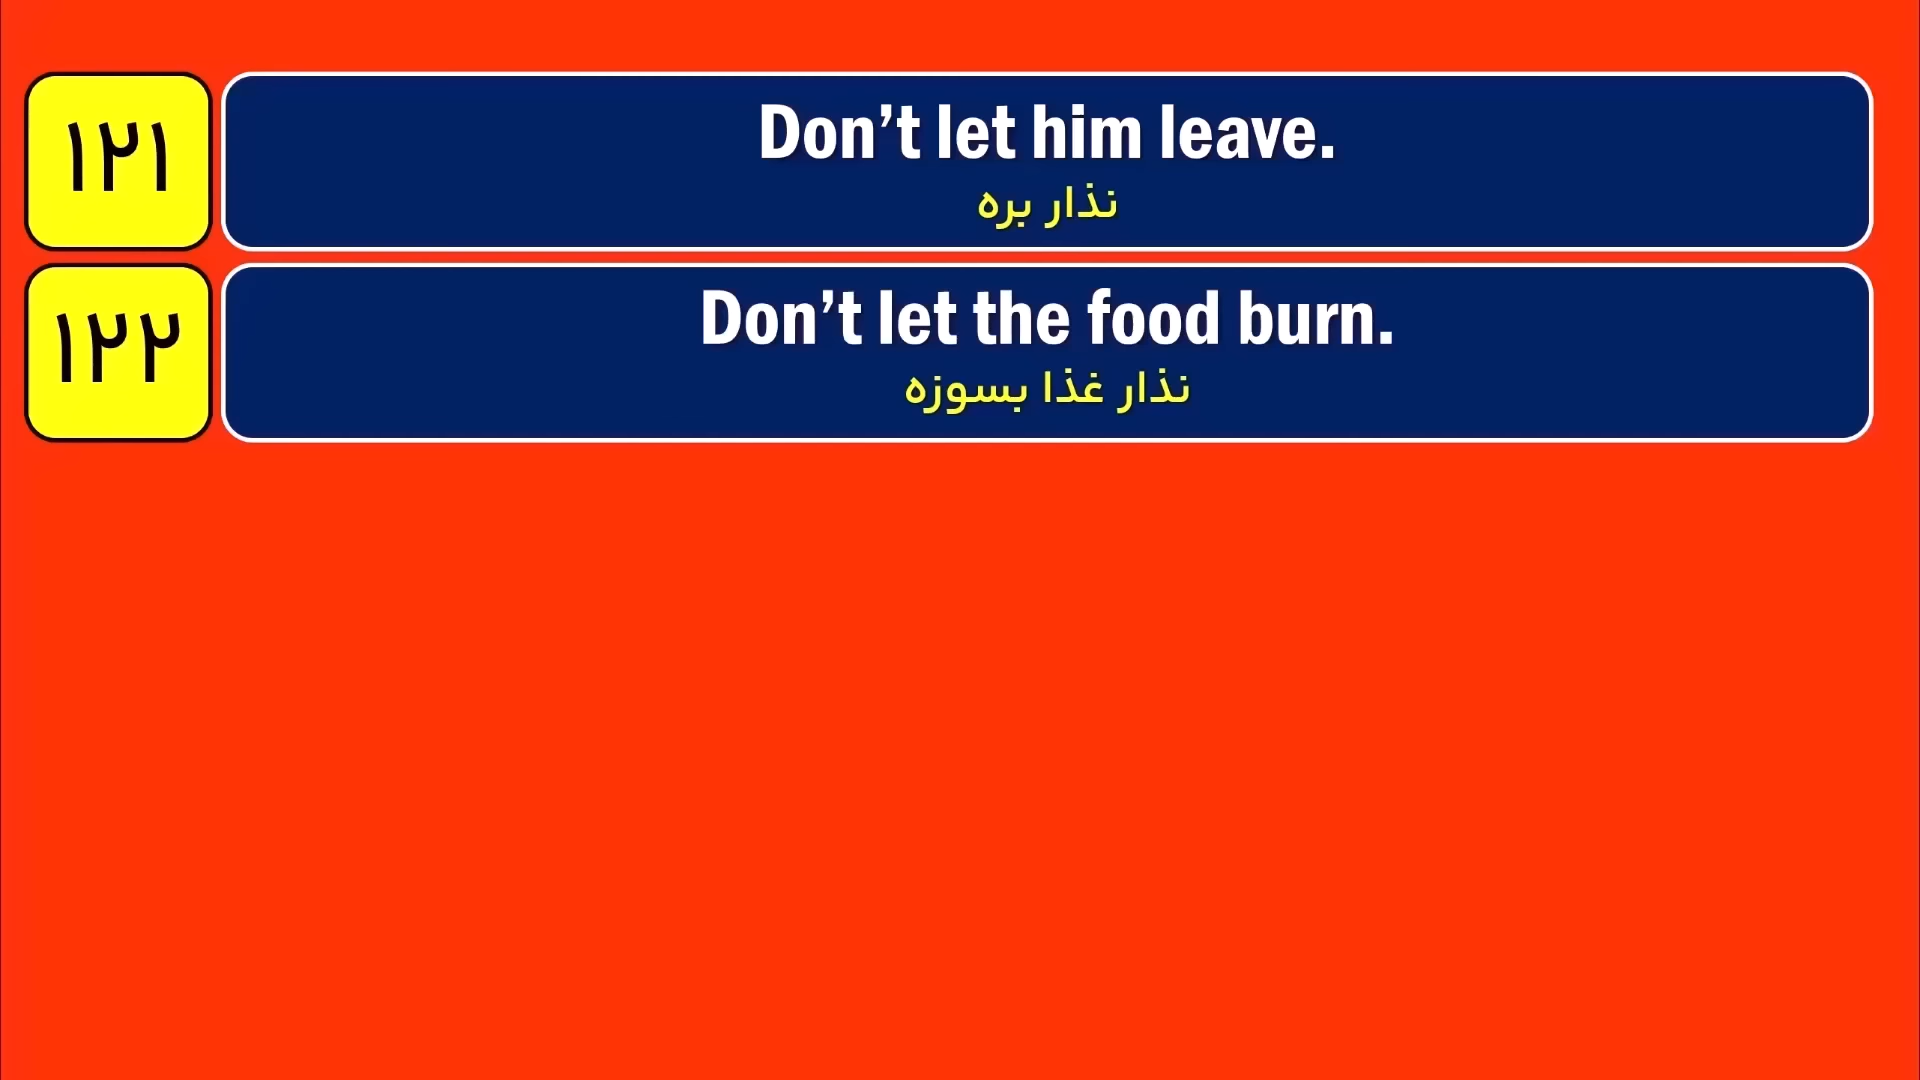 ۱۲۱
Don’t let him leave.
نذار بره
۱۲۲
Don’t let the food burn.
نذار غذا بسوزه